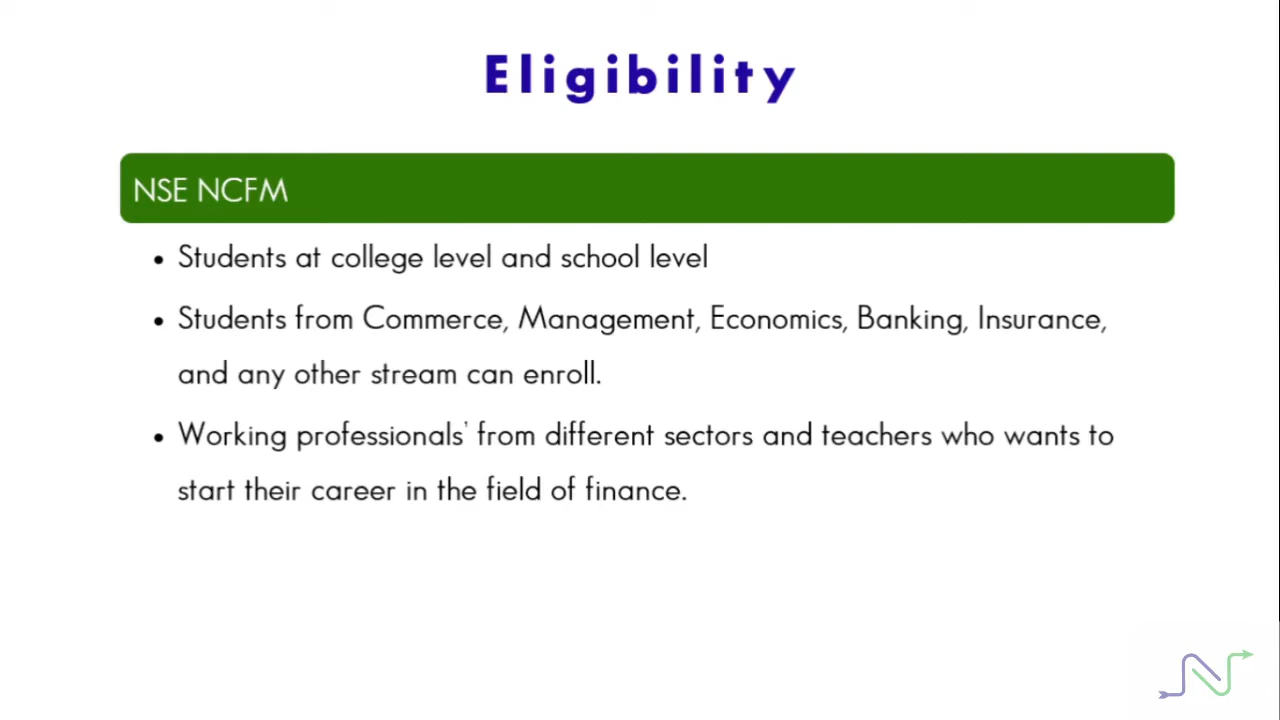 Eligibility
NSE NCFM
• Students at college level and school level
• Students from Commerce, Management, Economics, Banking, Insurance,
and any other stream can enroll.
• Working professionals' from different sectors and teachers who wants to
start their career in the field of finance.